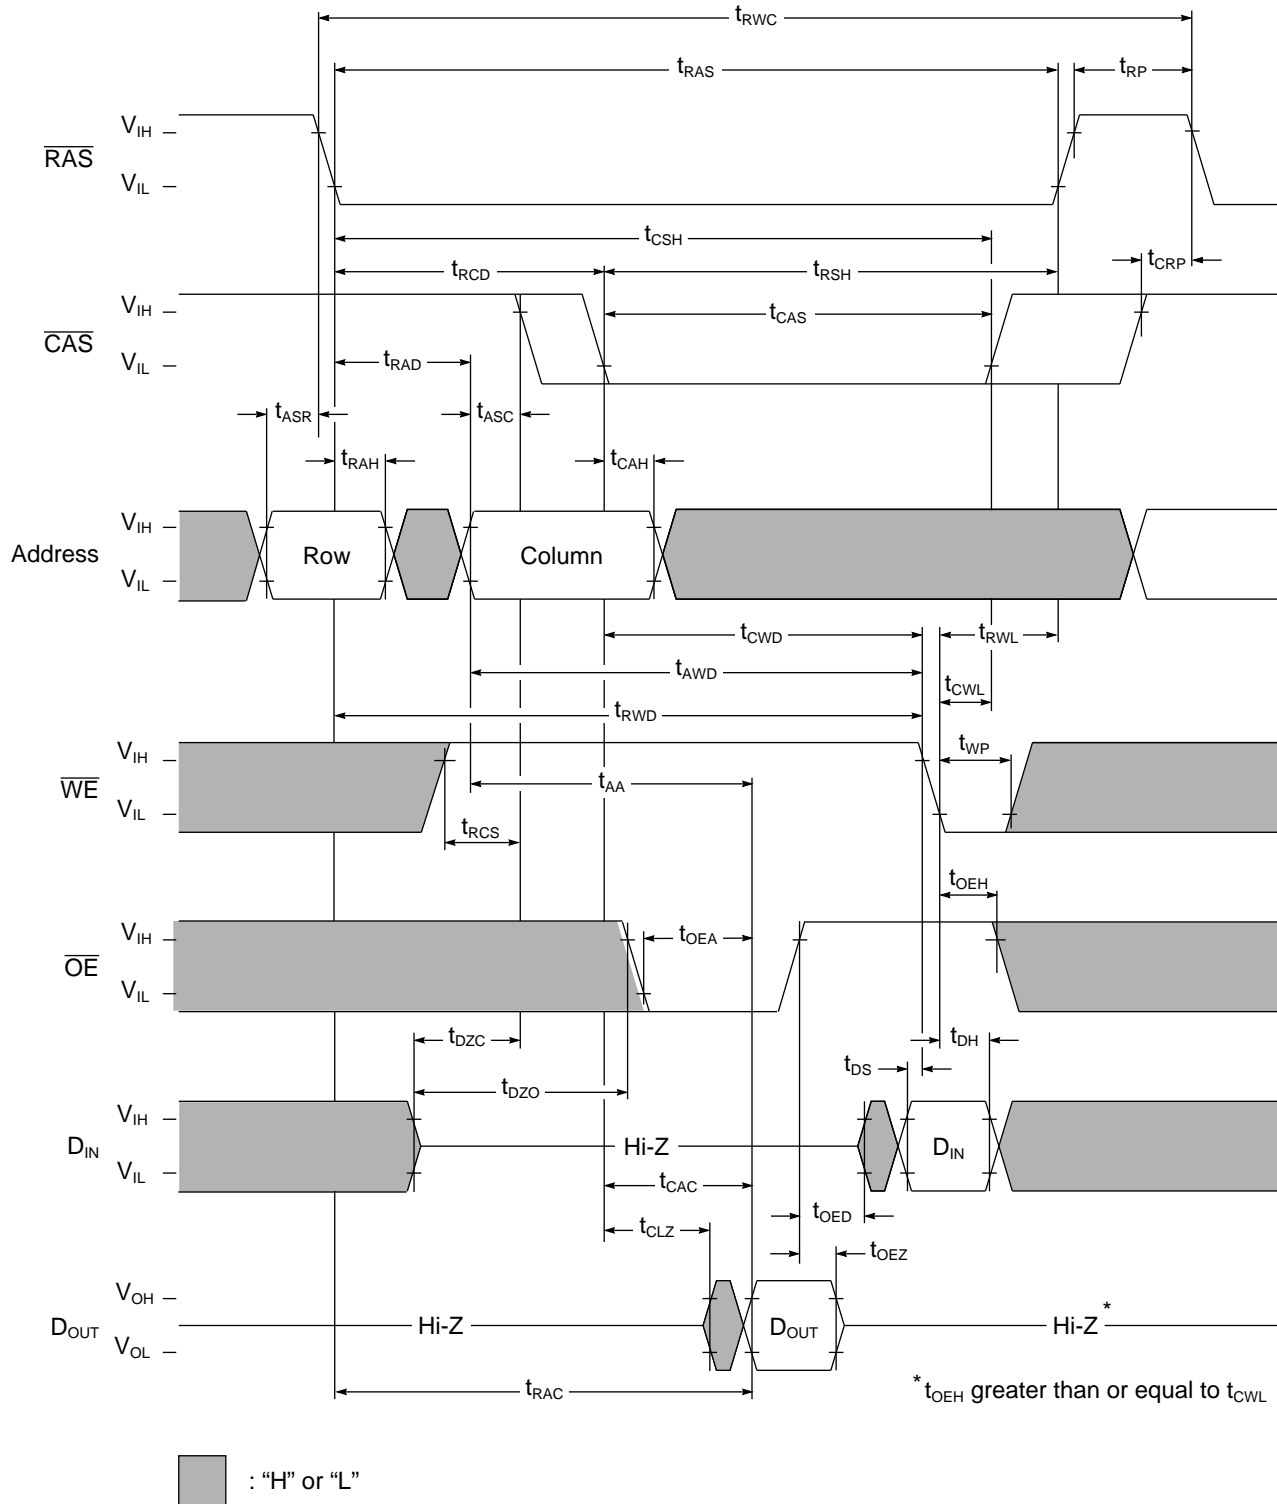 tRWC
tRAS
tRP
RAS
VIH
VIL
tCSH
tRCD
tRSH
tCRP
CAS
VIH
VIL
tCAS
tRAD
tASR
tASC
tRAH
tCAH
Address
VIH
VIL
Row
Column
tCWD
tRWL
tAWD
tCWL
tRWD
WE
VIH
VIL
tWP
tAA
tRCS
tOEH
OE
VIH
VIL
tOEA
tDZC
tDH
tDS
tDZO
DIN
VIH
VIL
Hi-Z
DIN
tCAC
tOED
tCLZ
tOEZ
DOUT
VOH
VOL
Hi-Z
DOUT
Hi-Z*
tRAC
*tOEH greater than or equal to tCWL
: “H” or “L”